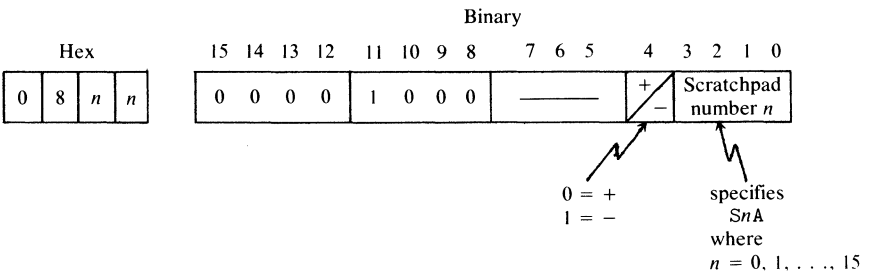 Binary
Hex
15 14 13 12 11 10 9 8 7 6 5 4 3 2 1 0
0 8 n n
0 0 0 0 1 0 0 0 + − Scratchpad
number n
0 = +
1 = −
specifies
SnA
where
n = 0, 1, . . ., 15